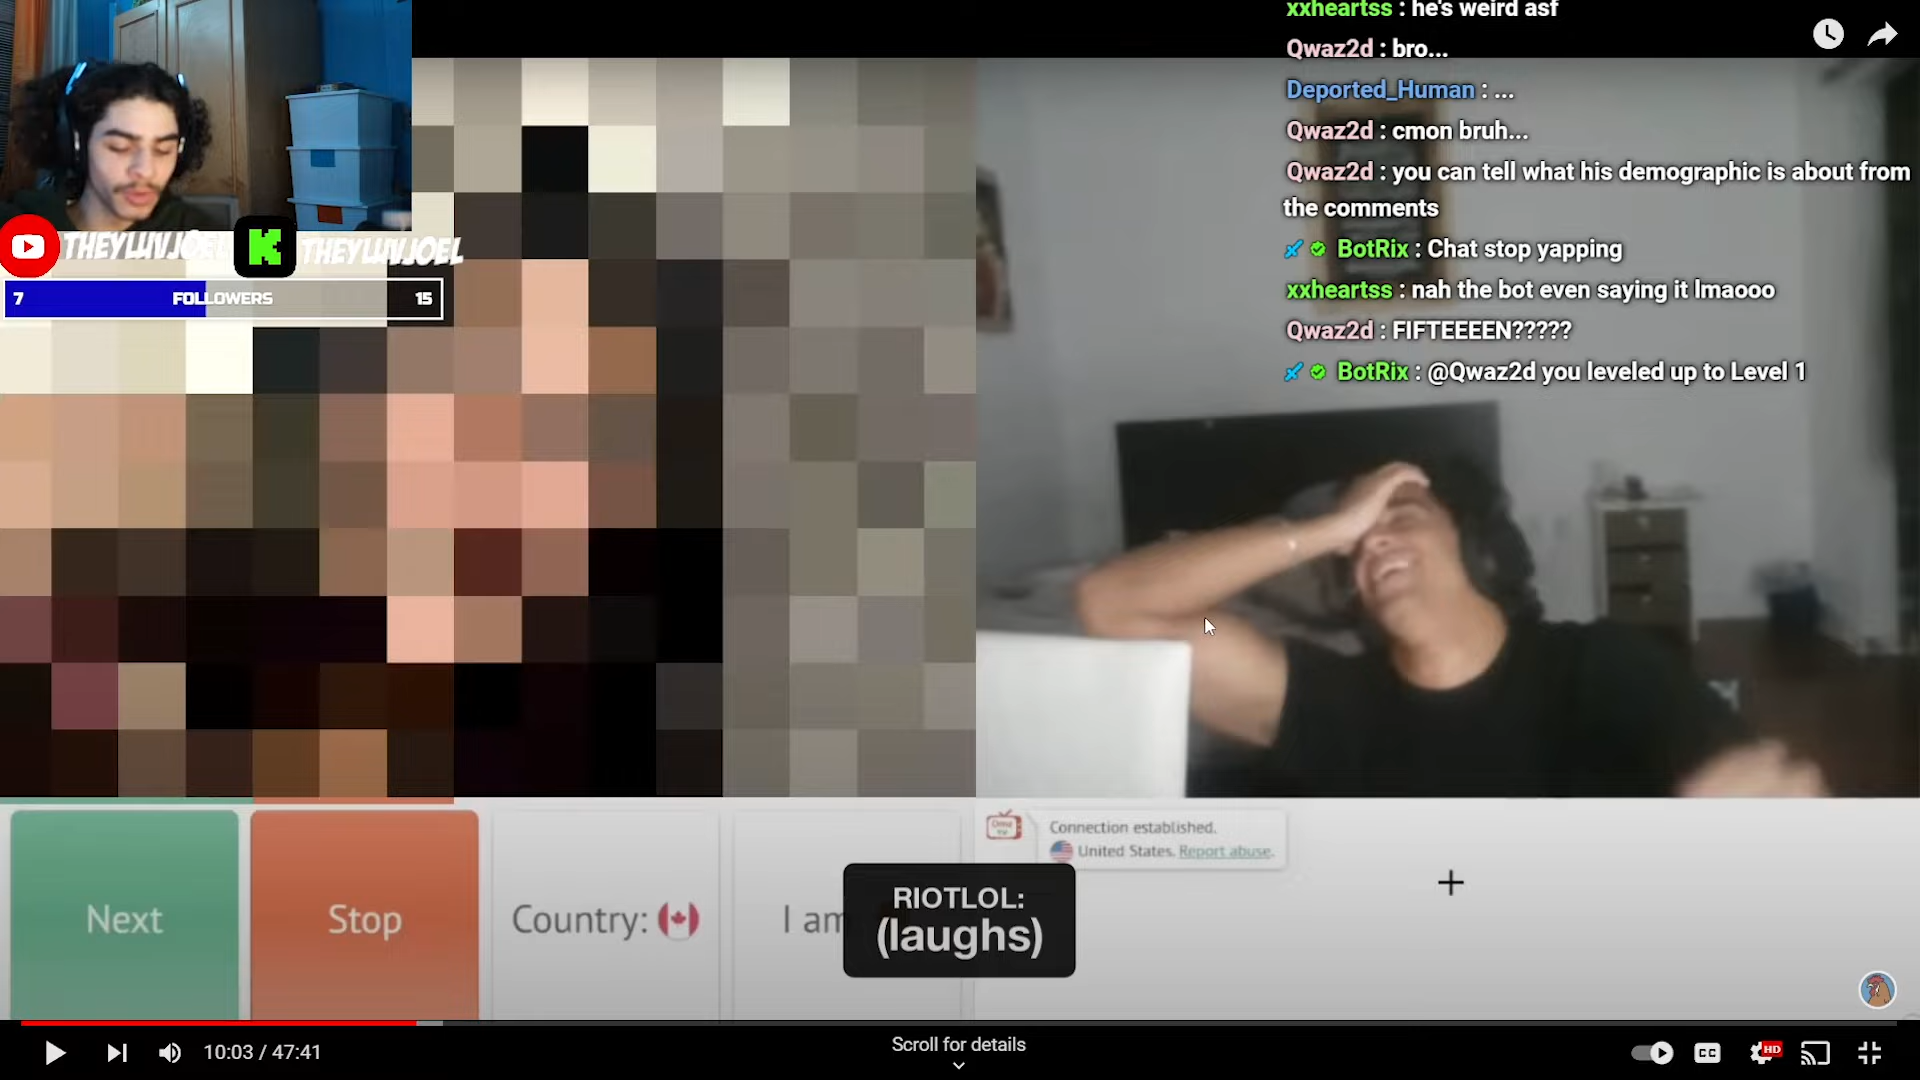 xxheartss : he's weird asf
Qwaz2d : bro...
Deported_Human : ...
Qwaz2d : cmon bruh...
Qwaz2d : you can tell what his demographic is about from
the comments
BotRix : Chat stop yapping
xxheartss : nah the bot even saying it lmaooo
Qwaz2d : FIFTEEEEN?????
BotRix : @Qwaz2d you leveled up to Level 1
THEYLUVJOEL
K
THEYLUVJOEL
7 FOLLOWERS 15
Ome
TV
Connection established.
United States. Report abuse.
Next
Stop
Country:
I am
RIOTLOL:
(laughs)
10:03 / 47:41
Scroll for details
CC
HD